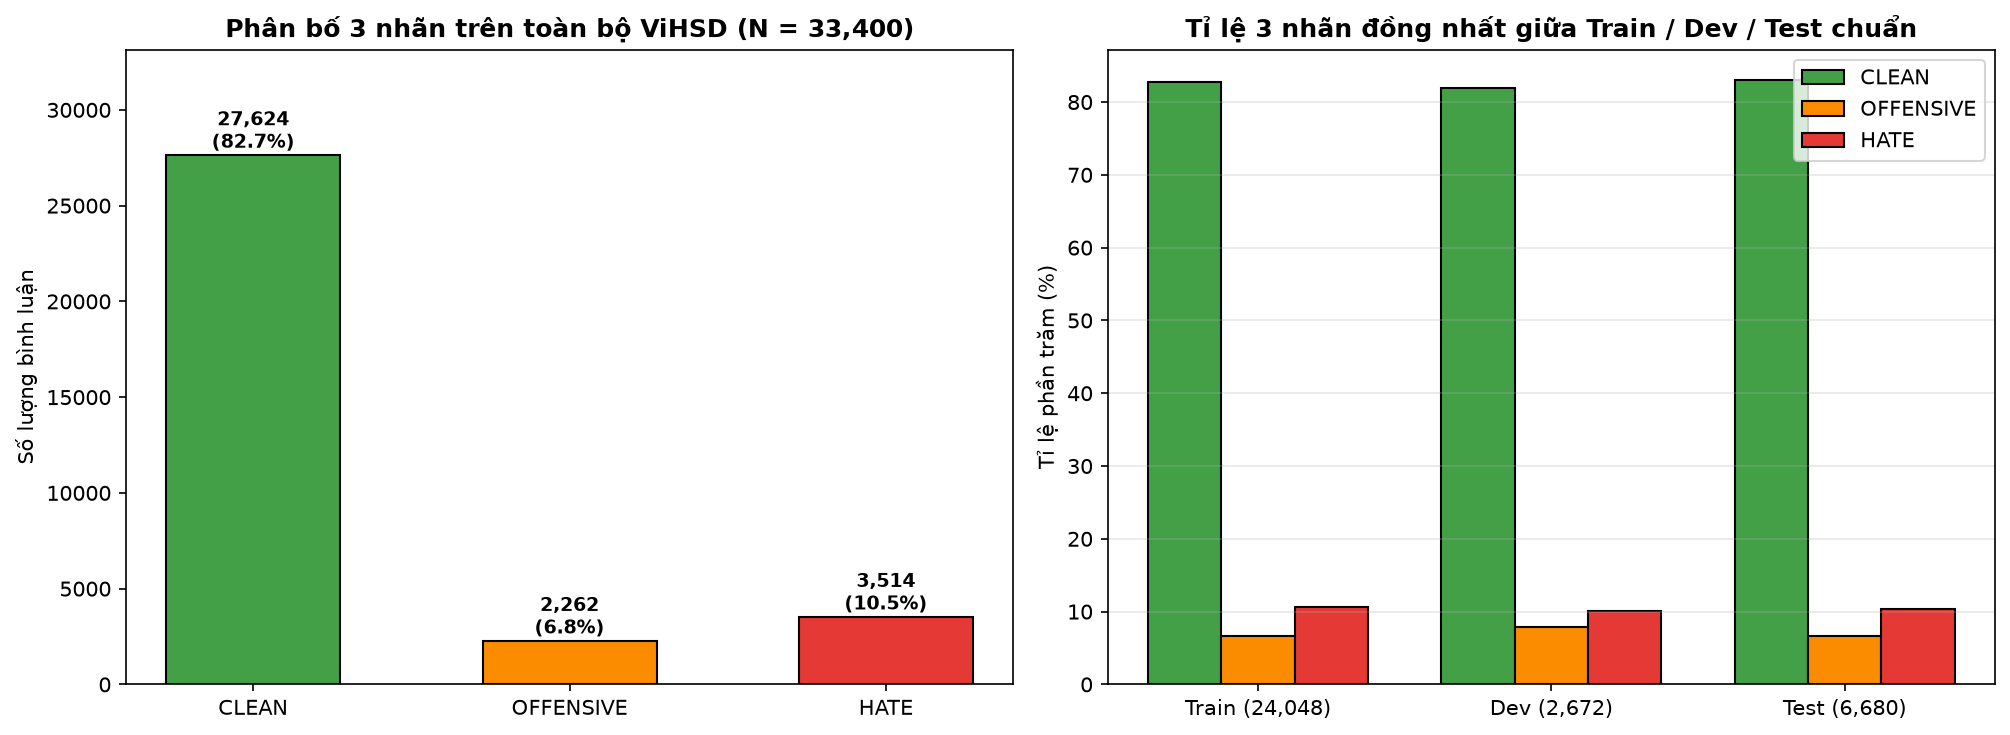 Phân bố 3 nhãn trên toàn bộ ViHSD (N = 33,400)
Số lượng bình luận
30000
25000
20000
15000
10000
5000
0
27,624
(82.7%)
2,262
(6.8%)
3,514
(10.5%)
CLEAN
OFFENSIVE
HATE
Tỉ lệ 3 nhãn đồng nhất giữa Train / Dev / Test chuẩn
Tỉ lệ phần trăm (%)
80
70
60
50
40
30
20
10
0
CLEAN
OFFENSIVE
HATE
Train (24,048)
Dev (2,672)
Test (6,680)